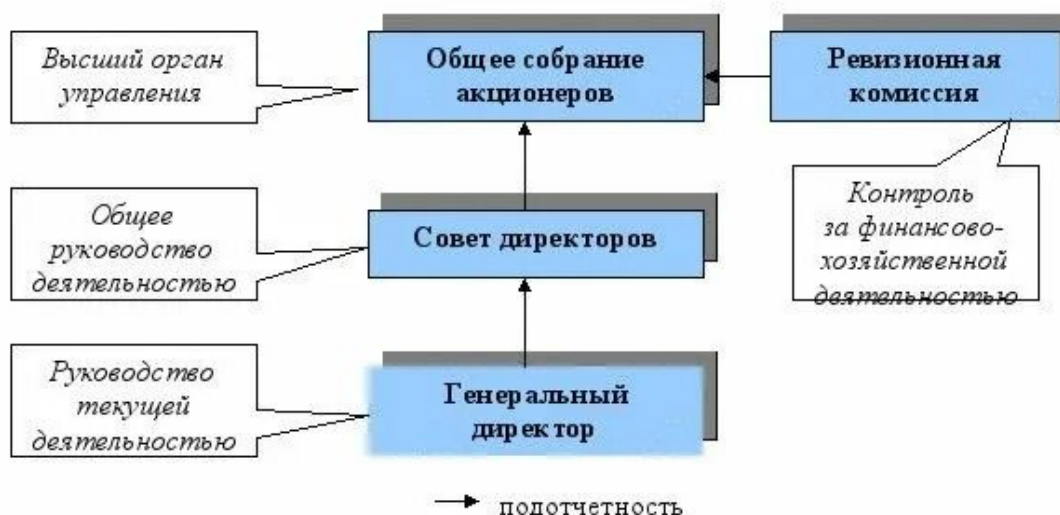 Высший орган
управления
Общее собрание
акционеров
Ревизионная
комиссия
Общее
руководство
деятельностью
Совет директоров
Контроль
за финансово-
хозяйственной
деятельностью
Руководство
текущей
деятельностью
Генеральный
директор
подотчетность